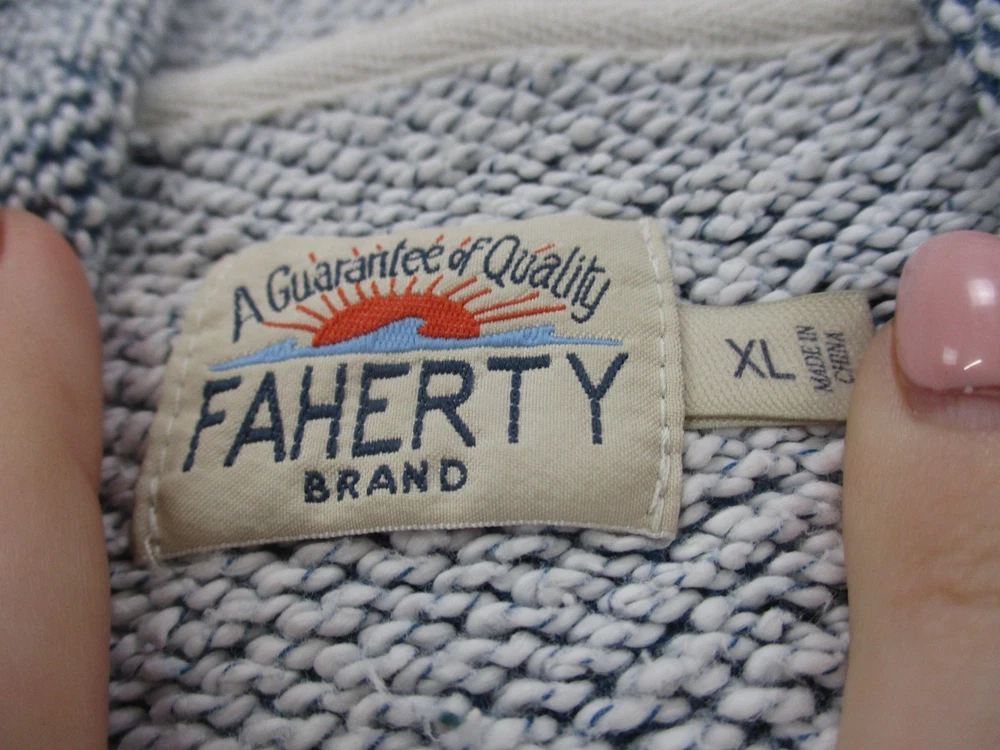 A Guarantee of Quality
FAHERTY
BRAND
XL
MADE IN
CHINA